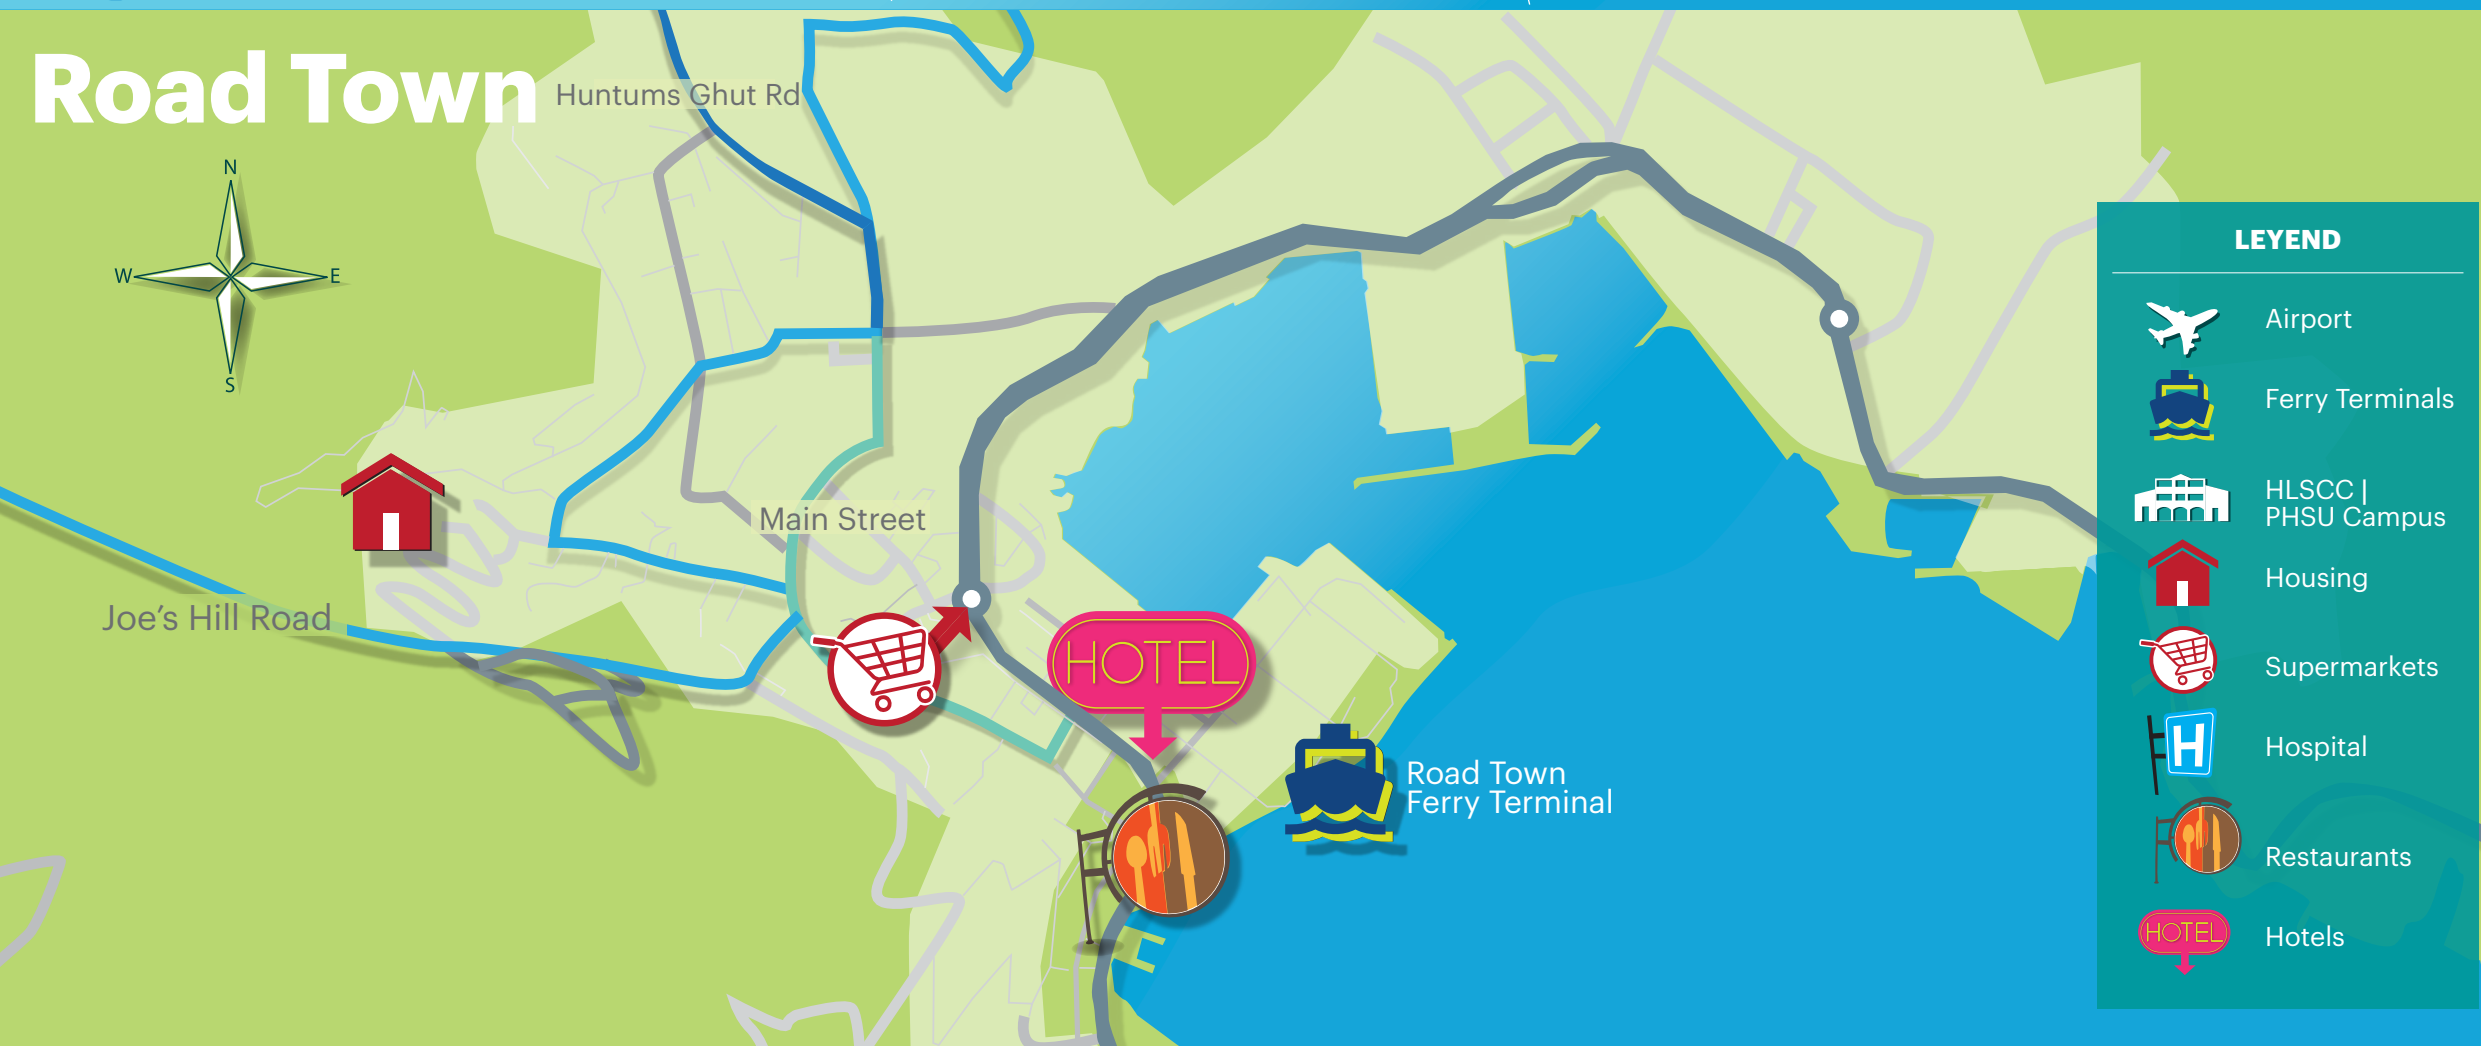 Road Town
Huntums Ghut Rd
N
W
E
S
Main Street
Joe's Hill Road
HOTEL
Road Town
Ferry Terminal
LEYEND
Airport
Ferry Terminals
HLSCC |
PHSU Campus
Housing
Supermarkets
H
Hospital
Restaurants
HOTEL
Hotels